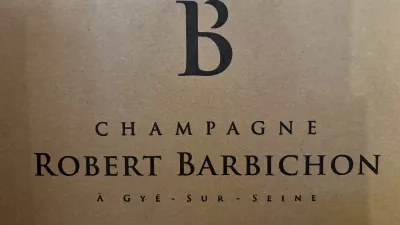 B
CHAMPAGNE
ROBERT BARBICHON
À GYÉ-SUR-SEINE